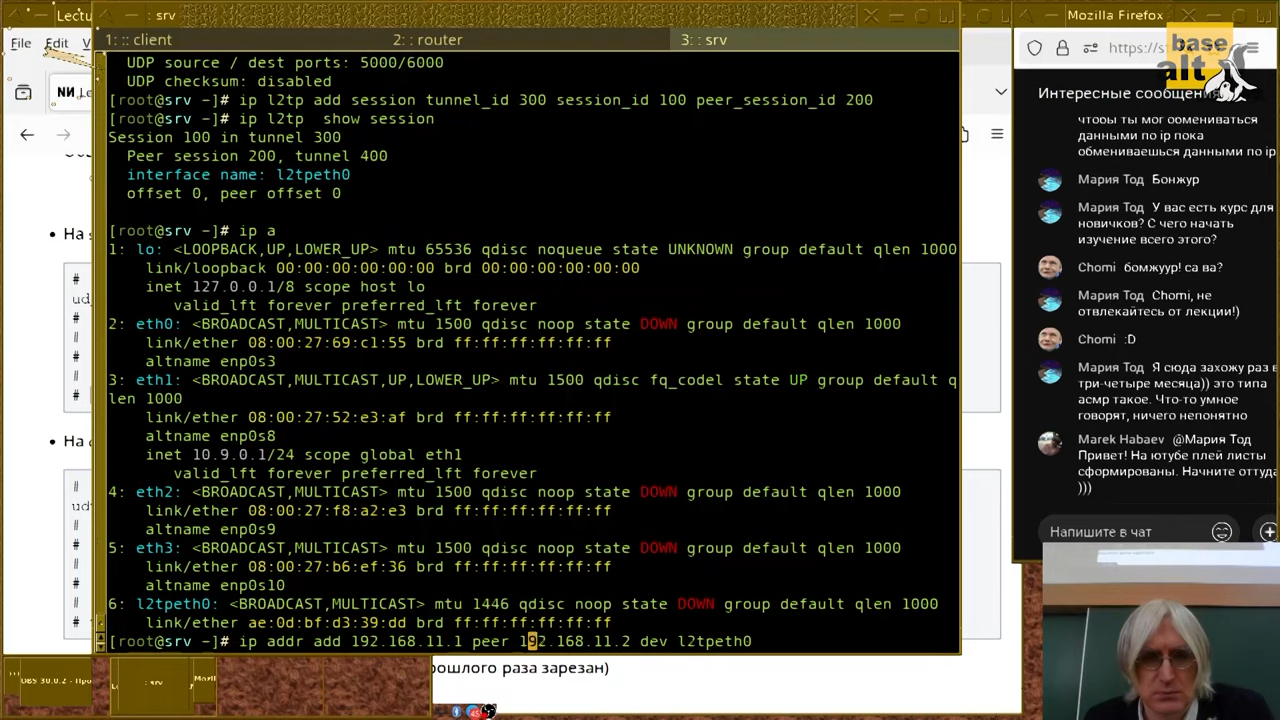 Lectu
: srv
Mozilla Firefox
File Edit V
1: :: client
2: :: router
3: :: srv
https://s
base
alt
Интересные сообщения
чтобы ты мог обмениваться
данными по ip пока
обмениваешься данными по ip
Мария Тод Бонжур
Мария Тод У вас есть курс для
новичков? С чего начать
изучение всего этого?
Chomi бомжуур! са ва?
Мария Тод Chomi, не
отвлекайтесь от лекции!)
Chomi :D
Мария Тод Я сюда захожу раз в
три-четыре месяца)) это типа
асмр такое. Что-то умное
говорят, ничего непонятно
Marek Habaev @Мария Тод
Привет! На ютубе плей листы
сформированы. Начните оттуда
)))
Напишите в чат
UDP source / dest ports: 5000/6000
UDP checksum: disabled
[root@srv ~]# ip l2tp add session tunnel_id 300 session_id 100 peer_session_id 200
[root@srv ~]# ip l2tp  show session
Session 100 in tunnel 300
Peer session 200, tunnel 400
interface name: l2tpeth0
offset 0, peer offset 0
[root@srv ~]# ip a
1: lo: <LOOPBACK,UP,LOWER_UP> mtu 65536 qdisc noqueue state UNKNOWN group default qlen 1000
link/loopback 00:00:00:00:00:00 brd 00:00:00:00:00:00
inet 127.0.0.1/8 scope host lo
valid_lft forever preferred_lft forever
2: eth0: <BROADCAST,MULTICAST> mtu 1500 qdisc noop state DOWN group default qlen 1000
link/ether 08:00:27:69:c1:55 brd ff:ff:ff:ff:ff:ff
altname enp0s3
3: eth1: <BROADCAST,MULTICAST,UP,LOWER_UP> mtu 1500 qdisc fq_codel state UP group default q
len 1000
link/ether 08:00:27:52:e3:af brd ff:ff:ff:ff:ff:ff
altname enp0s8
inet 10.9.0.1/24 scope global eth1
valid_lft forever preferred_lft forever
4: eth2: <BROADCAST,MULTICAST> mtu 1500 qdisc noop state DOWN group default qlen 1000
link/ether 08:00:27:f8:a2:e3 brd ff:ff:ff:ff:ff:ff
altname enp0s9
5: eth3: <BROADCAST,MULTICAST> mtu 1500 qdisc noop state DOWN group default qlen 1000
link/ether 08:00:27:b6:ef:36 brd ff:ff:ff:ff:ff:ff
altname enp0s10
6: l2tpeth0: <BROADCAST,MULTICAST> mtu 1446 qdisc noop state DOWN group default qlen 1000
link/ether ae:0d:bf:d3:39:dd brd ff:ff:ff:ff:ff:ff
[root@srv ~]# ip addr add 192.168.11.1 peer 192.168.11.2 dev l2tpeth0
• На
#
ud
#
#
#
#
• На
#
ud
#
#
#
#
ошлого раза зарезан)
OBS 30.0.2 - Про
: srv
Mozil